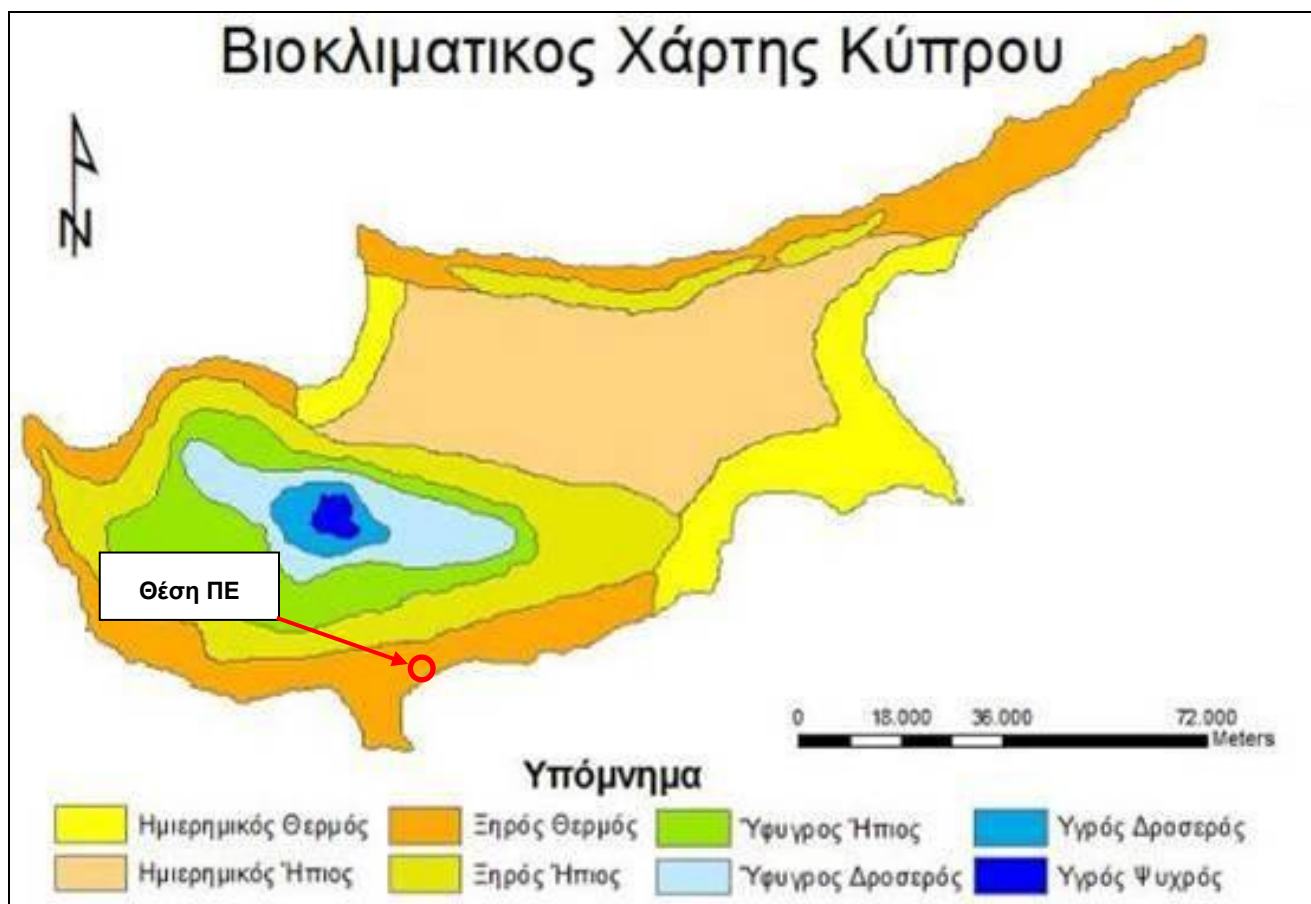 Βιοκλιματικος Χάρτης Κύπρου
N
Θέση ΠΕ
0 18.000 36.000 72.000
Meters
Υπόμνημα
Ημιερημικός Θερμός Ξηρός Θερμός Ύφυγρος Ήπιος Υγρός Δροσερός
Ημιερημικός Ήπιος Ξηρός Ήπιος Ύφυγρος Δροσερός Υγρός Ψυχρός